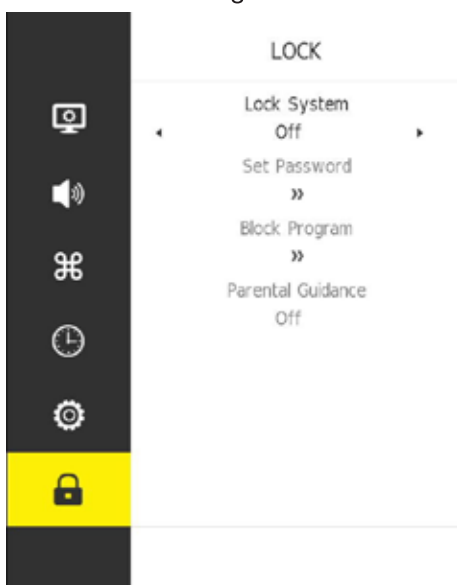 LOCK
Lock System
Off
Set Password
»
Block Program
»
Parental Guidance
Off